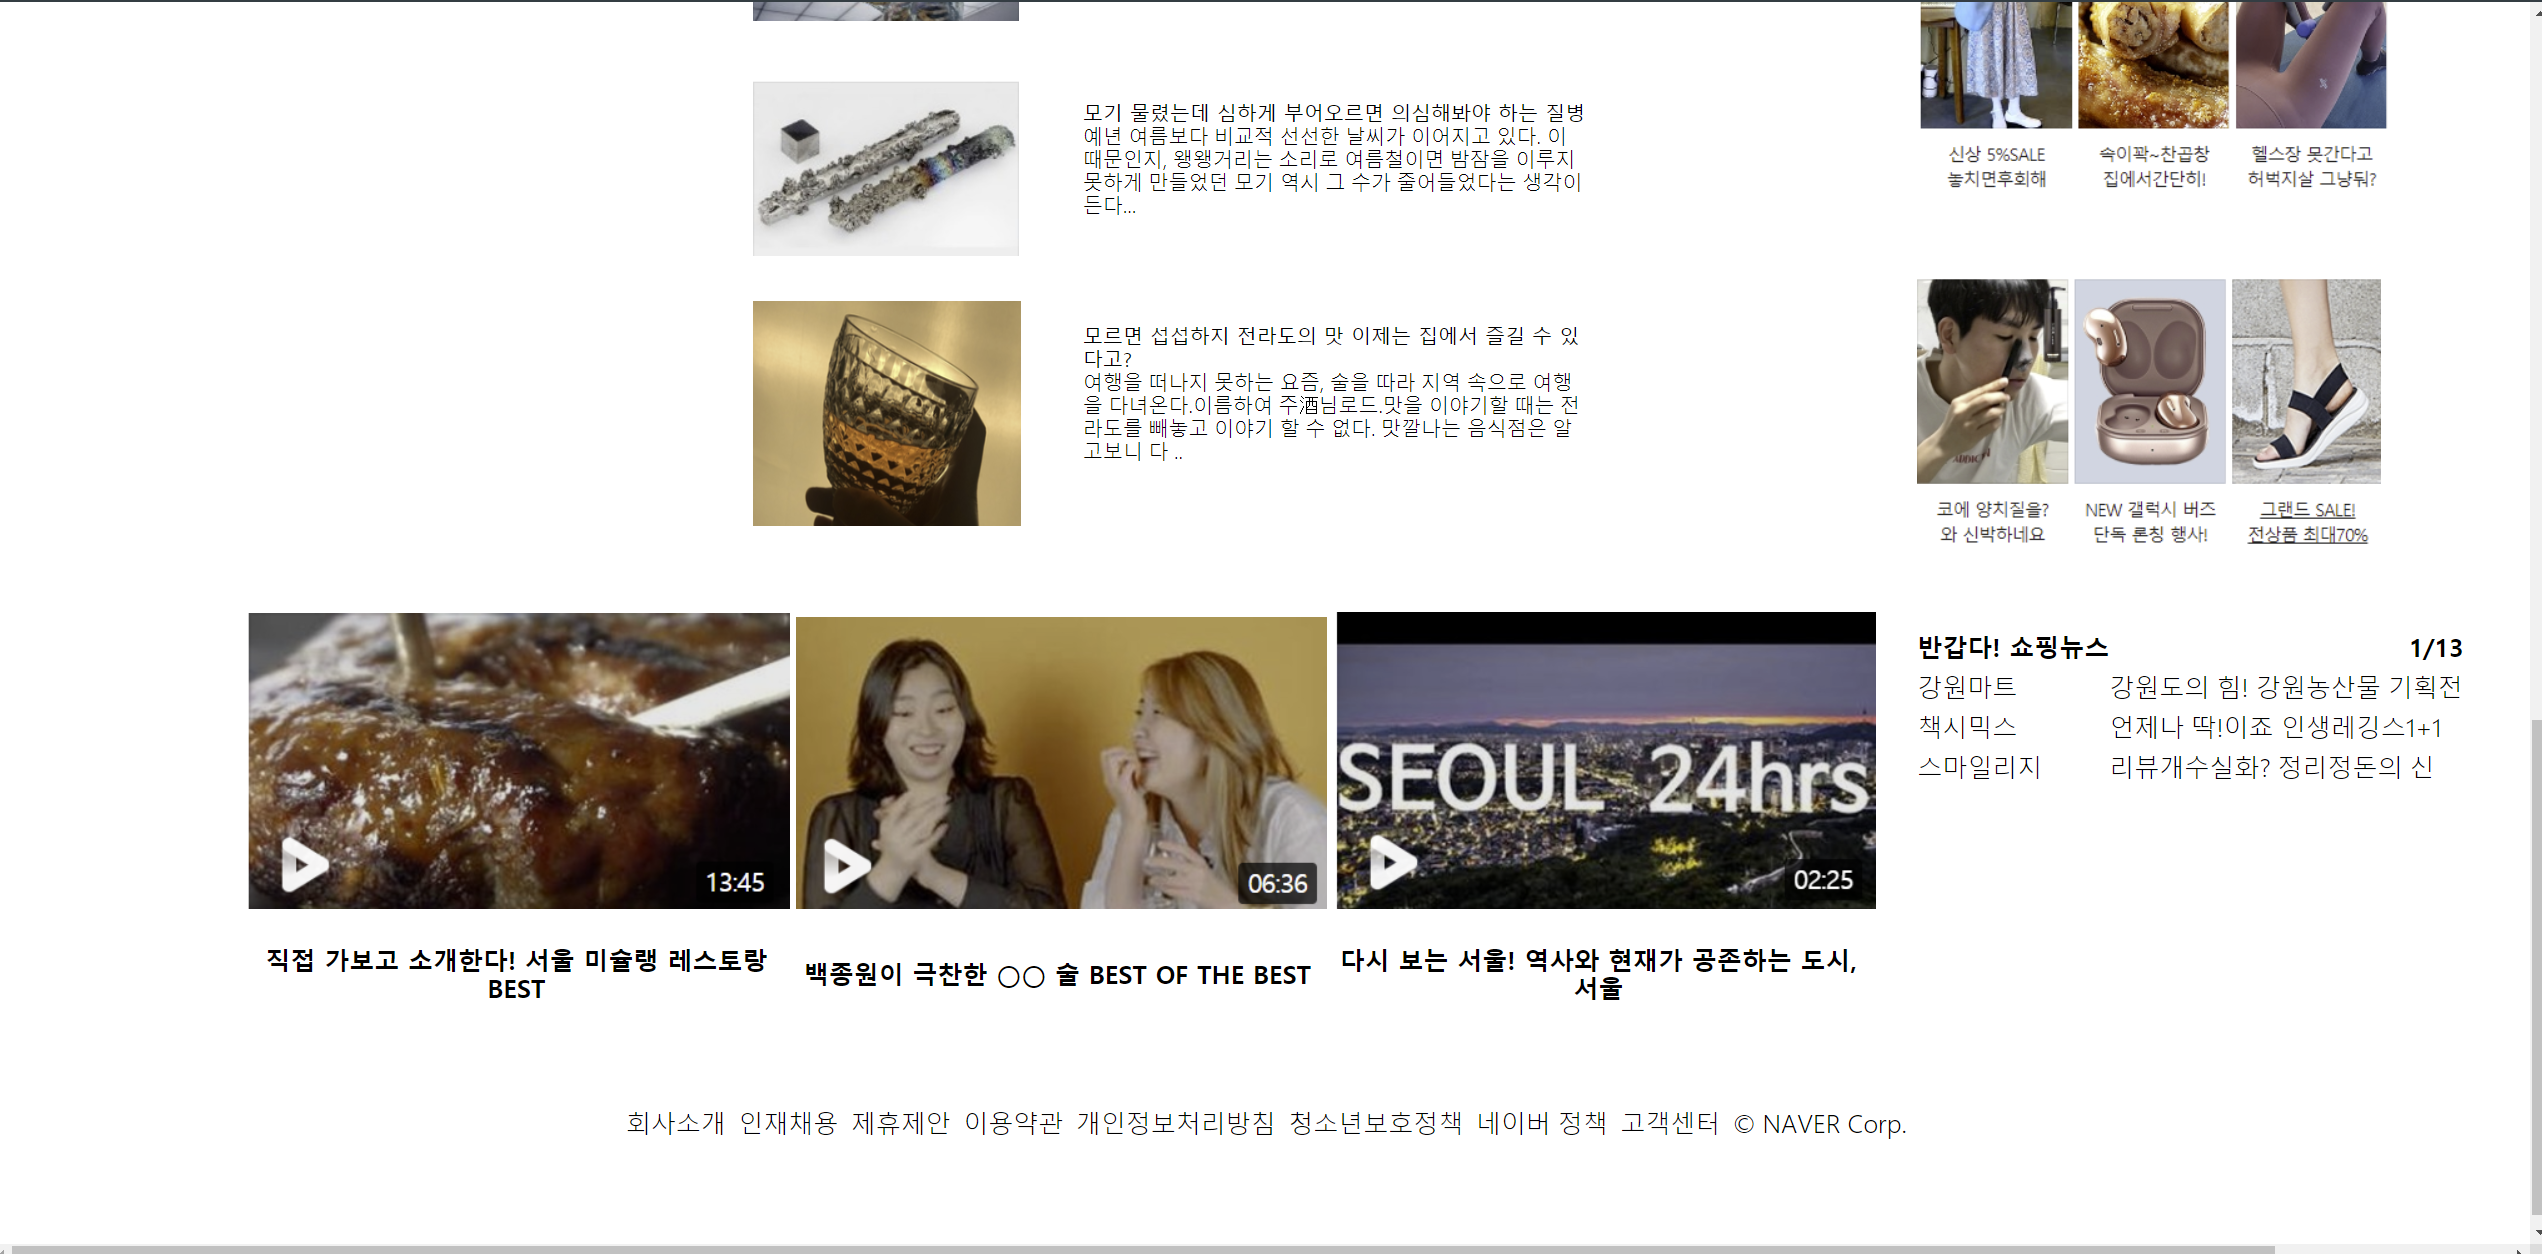 모기 물렸는데 심하게 부어오르면 의심해봐야 하는 질병
예년 여름보다 비교적 선선한 날씨가 이어지고 있다. 이
때문인지, 왱왱거리는 소리로 여름철이면 밤잠을 이루지
못하게 만들었던 모기 역시 그 수가 줄어들었다는 생각이
든다...
모르면 섭섭하지 전라도의 맛 이제는 집에서 즐길 수 있
다고?
여행을 떠나지 못하는 요즘, 술을 따라 지역 속으로 여행
을 다녀온다.이름하여 주酒님로드.맛을 이야기할 때는 전
라도를 빼놓고 이야기 할 수 없다. 맛깔나는 음식점은 알
고보니 다 ..
신상 5%SALE
놓치면후회해
속이꽉~찬곱창
집에서간단히!
헬스장 못간다고
허벅지살 그냥둬?
코에 양치질을?
와 신박하네요
NEW 갤럭시 버즈
단독 론칭 행사!
그랜드 SALE!
전상품 최대70%
13:45
06:36
SEOUL 24hrs
02:25
직접 가보고 소개한다! 서울 미슐랭 레스토랑
BEST
백종원이 극찬한 ○○ 술 BEST OF THE BEST
다시 보는 서울! 역사와 현재가 공존하는 도시,
서울
반갑다! 쇼핑뉴스 1/13
강원마트 강원도의 힘! 강원농산물 기획전
책시믹스 언제나 딱!이죠 인생레깅스1+1
스마일리지 리뷰개수실화? 정리정돈의 신
회사소개 인재채용 제휴제안 이용약관 개인정보처리방침 청소년보호정책 네이버 정책 고객센터 © NAVER Corp.